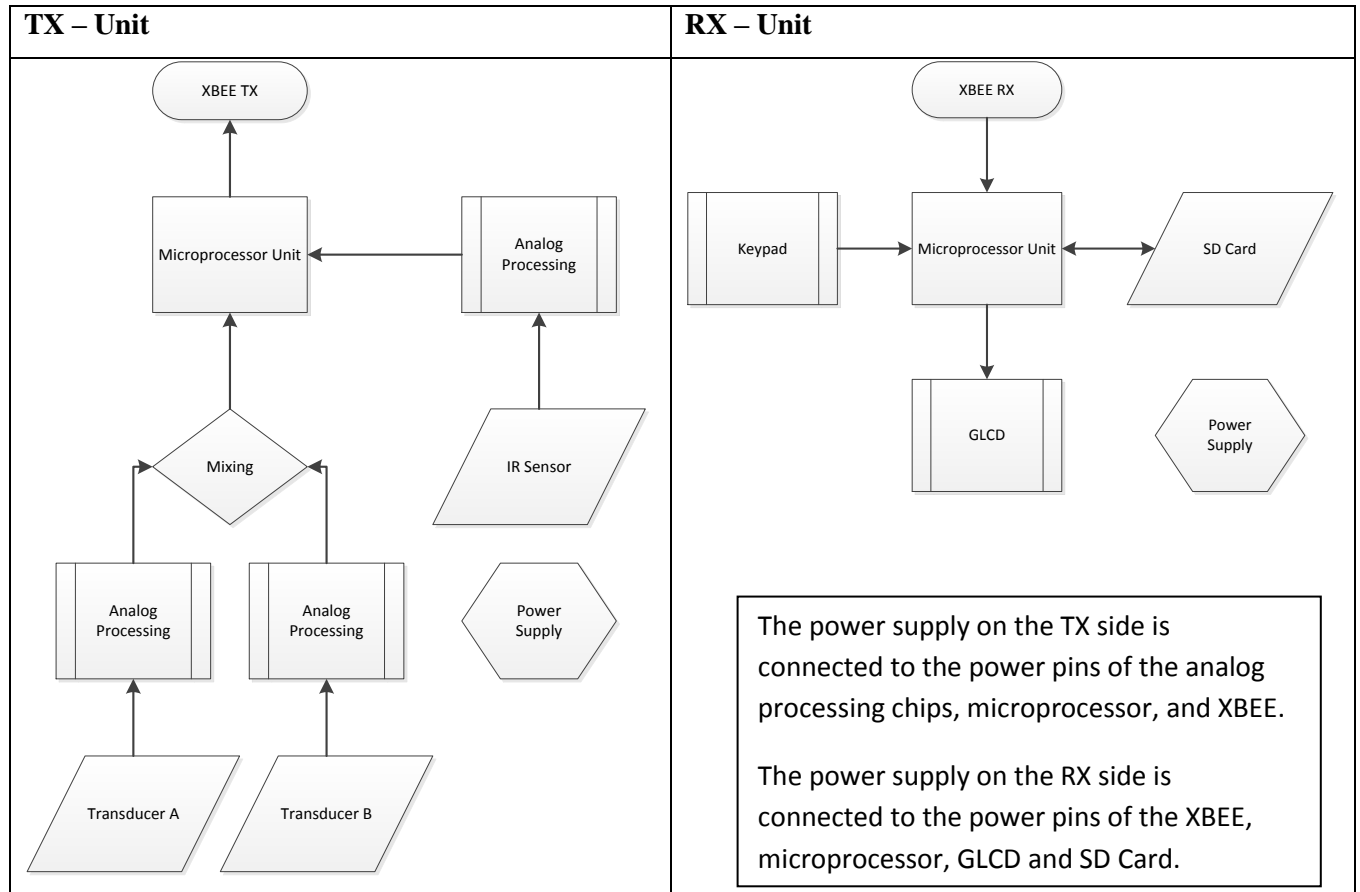 TX – Unit
RX – Unit
XBEE TX
Microprocessor Unit
Analog
Processing
Mixing
IR Sensor
Analog
Processing
Analog
Processing
Power
Supply
Transducer A
Transducer B
XBEE RX
Keypad
Microprocessor Unit
SD Card
GLCD
Power
Supply
The power supply on the TX side is
connected to the power pins of the analog
processing chips, microprocessor, and XBEE.
The power supply on the RX side is
connected to the power pins of the XBEE,
microprocessor, GLCD and SD Card.